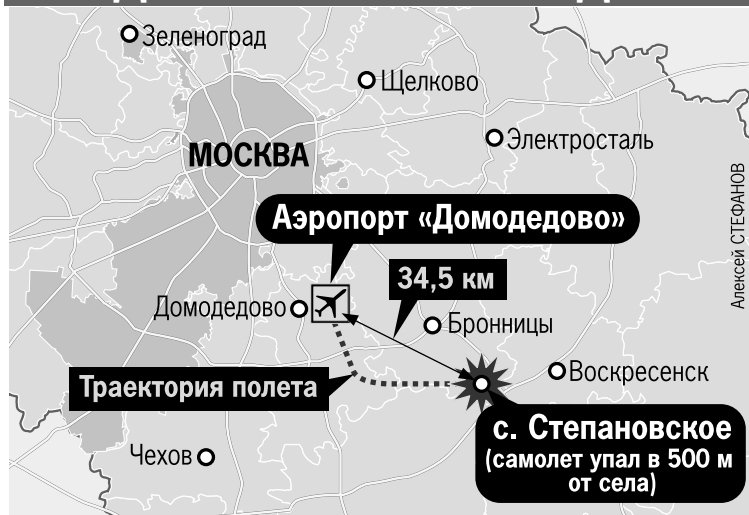 Зеленоград
Щелково
Электросталь
МОСКВА
Аэропорт «Домодедово»
34,5 км
Домодедово
Бронницы
Траектория полета
Воскресенск
с. Степановское
(самолет упал в 500 м
от села)
Чехов
Алексей СТЕФАНОВ